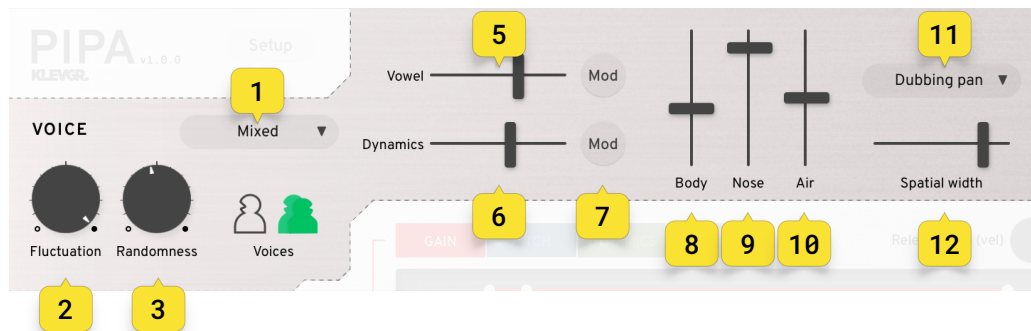 PIPA v1.0.0
KLEVGR.
Setup
1
VOICE
Mixed
Fluctuation
Randomness
Voices
2
3
5
Vowel
Mod
Dynamics
Mod
6
7
Body
Nose
Air
8
9
10
11
Dubbing pan
Spatial width
12
GAIN
(vel)